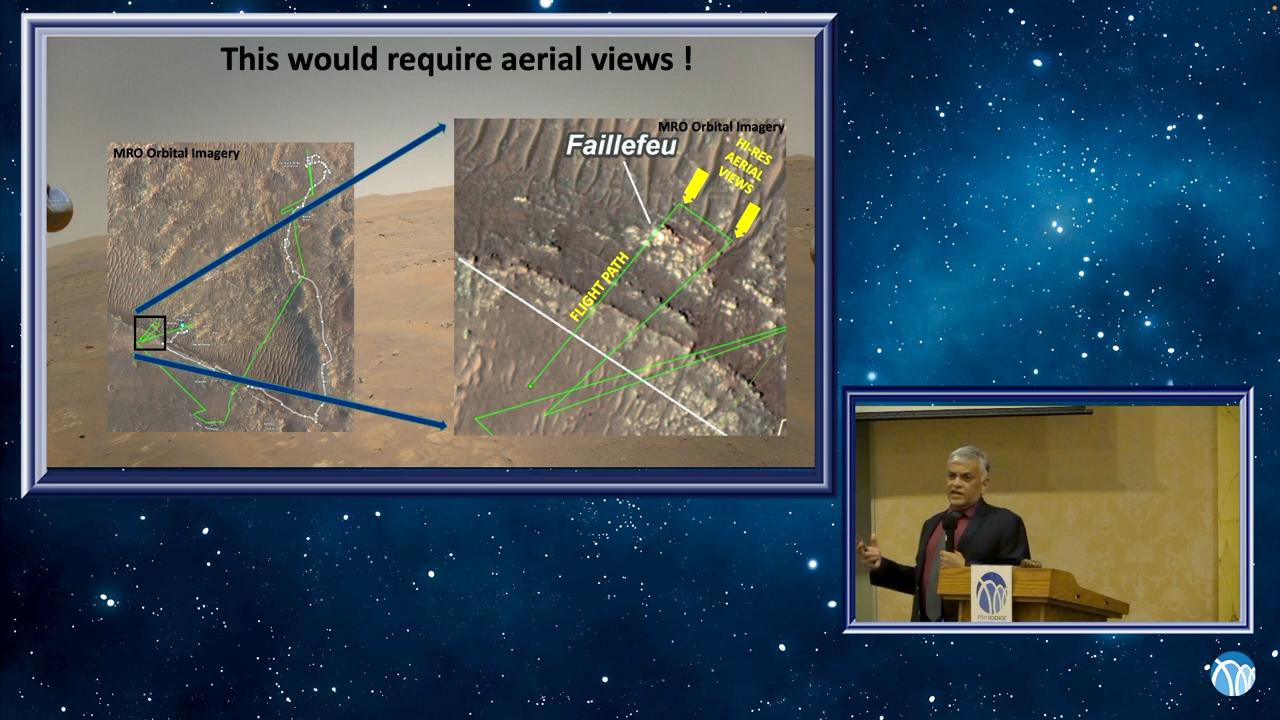 This would require aerial views !
MRO Orbital Imagery
MRO Orbital Imagery
Faillefeu
HI-RES
AERIAL
VIEWS
FLIGHT PATH